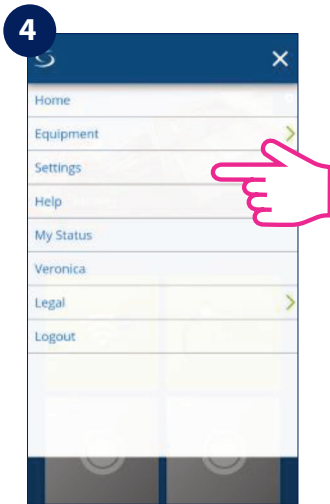 4
Home
Equipment
Settings
Help
My Status
Veronica
Legal
Logout